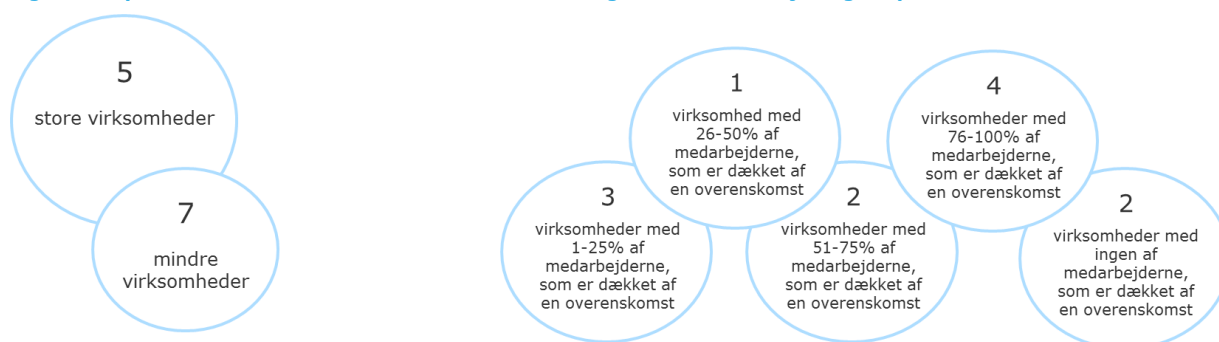 5
store virksomheder
7
mindre
virksomheder
3
virksomheder med
1-25% af
medarbejderne,
som er dækket af
en overenskomst
1
virksomhed med
26-50% af
medarbejderne,
som er dækket af
en overenskomst
2
virksomheder med
51-75% af
medarbejderne,
som er dækket af
en overenskomst
4
virksomheder med
76-100% af
medarbejderne,
som er dækket af
en overenskomst
2
virksomheder med
ingen af
medarbejderne,
som er dækket af
en overenskomst